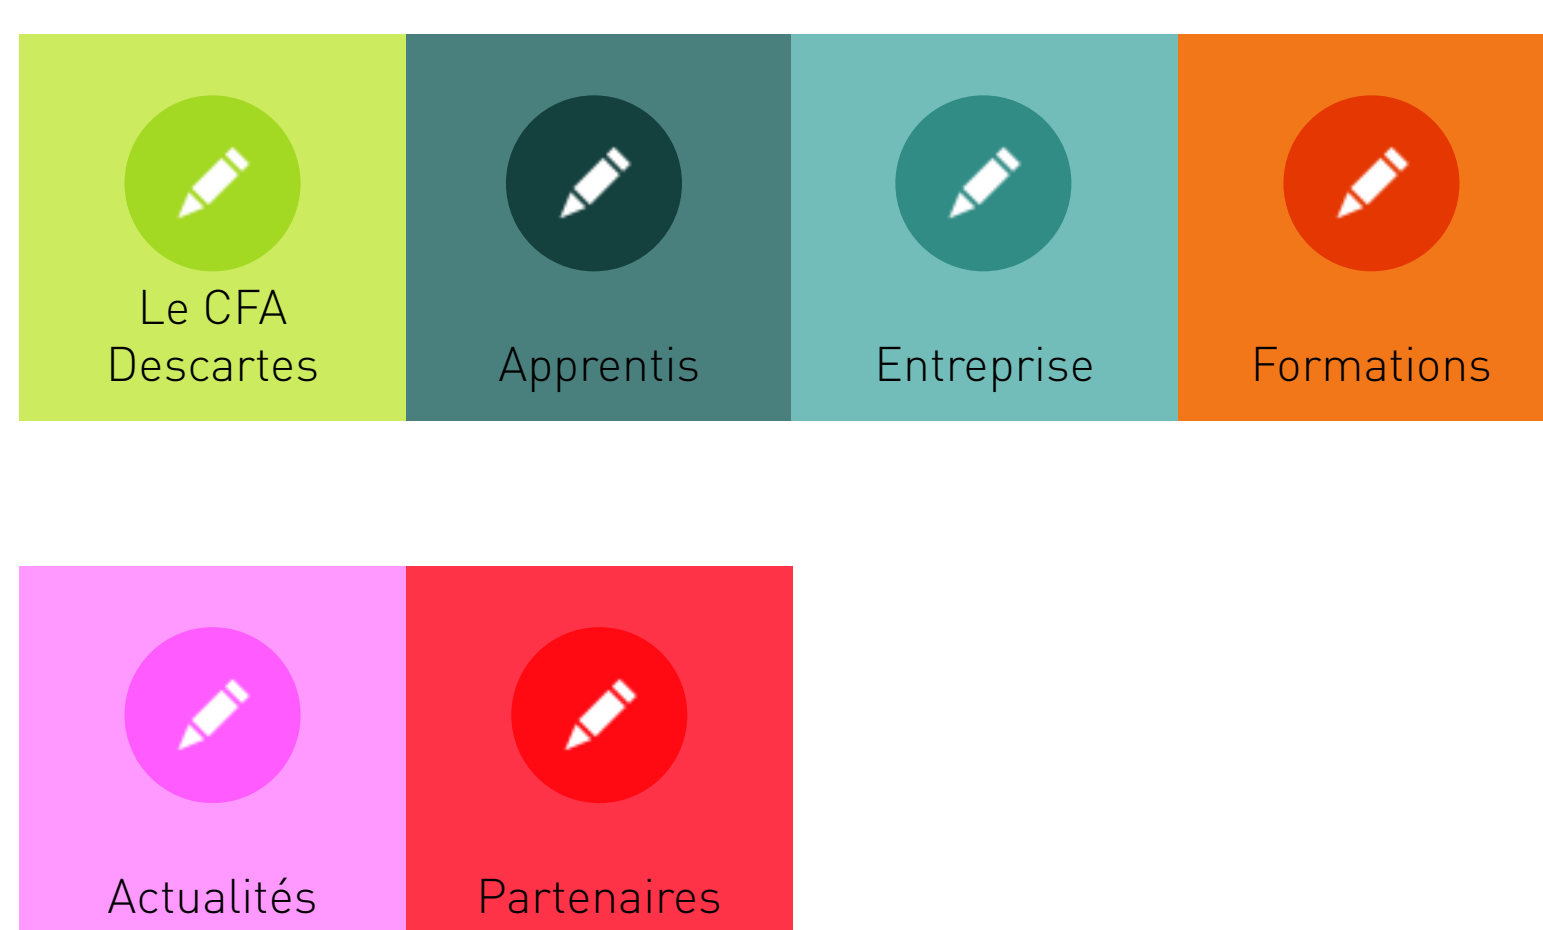 Le CFA
Descartes
Apprentis
Entreprise
Formations
Actualités
Partenaires